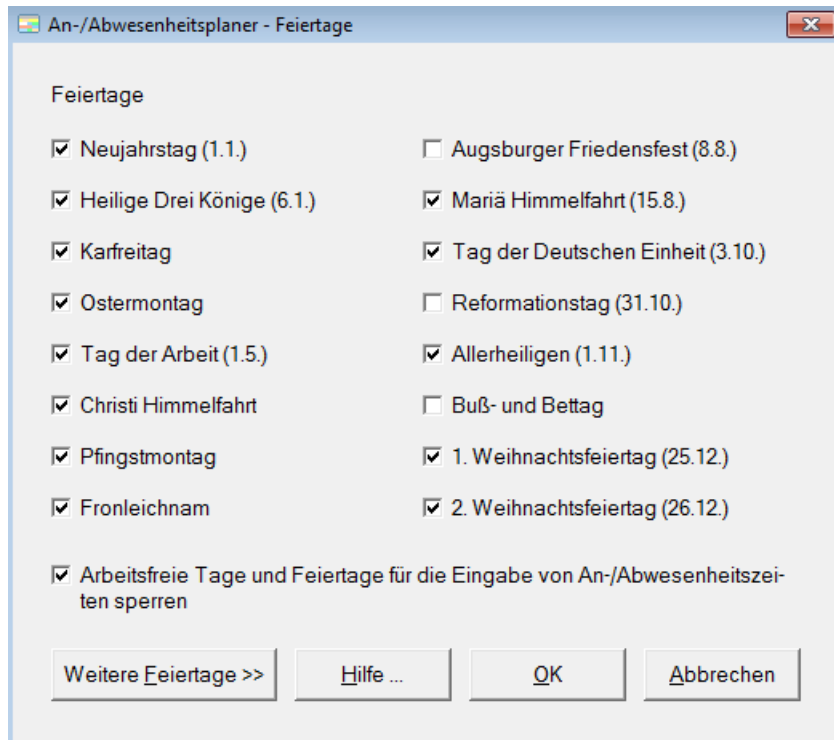 An-/Abwesenheitsplaner - Feiertage
Feiertage
Neujahrstag (1.1.)
Heilige Drei Könige (6.1.)
Karfreitag
Ostermontag
Tag der Arbeit (1.5.)
Christi Himmelfahrt
Pfingstmontag
Fronleichnam
Augsburger Friedensfest (8.8.)
Mariä Himmelfahrt (15.8.)
Tag der Deutschen Einheit (3.10.)
Reformationstag (31.10.)
Allerheiligen (1.11.)
Buß- und Bettag
1. Weihnachtsfeiertag (25.12.)
2. Weihnachtsfeiertag (26.12.)
Arbeitsfreie Tage und Feiertage für die Eingabe von An-/Abwesenheitszei-
ten sperren
Weitere Feiertage >>
Hilfe ...
OK
Abbrechen